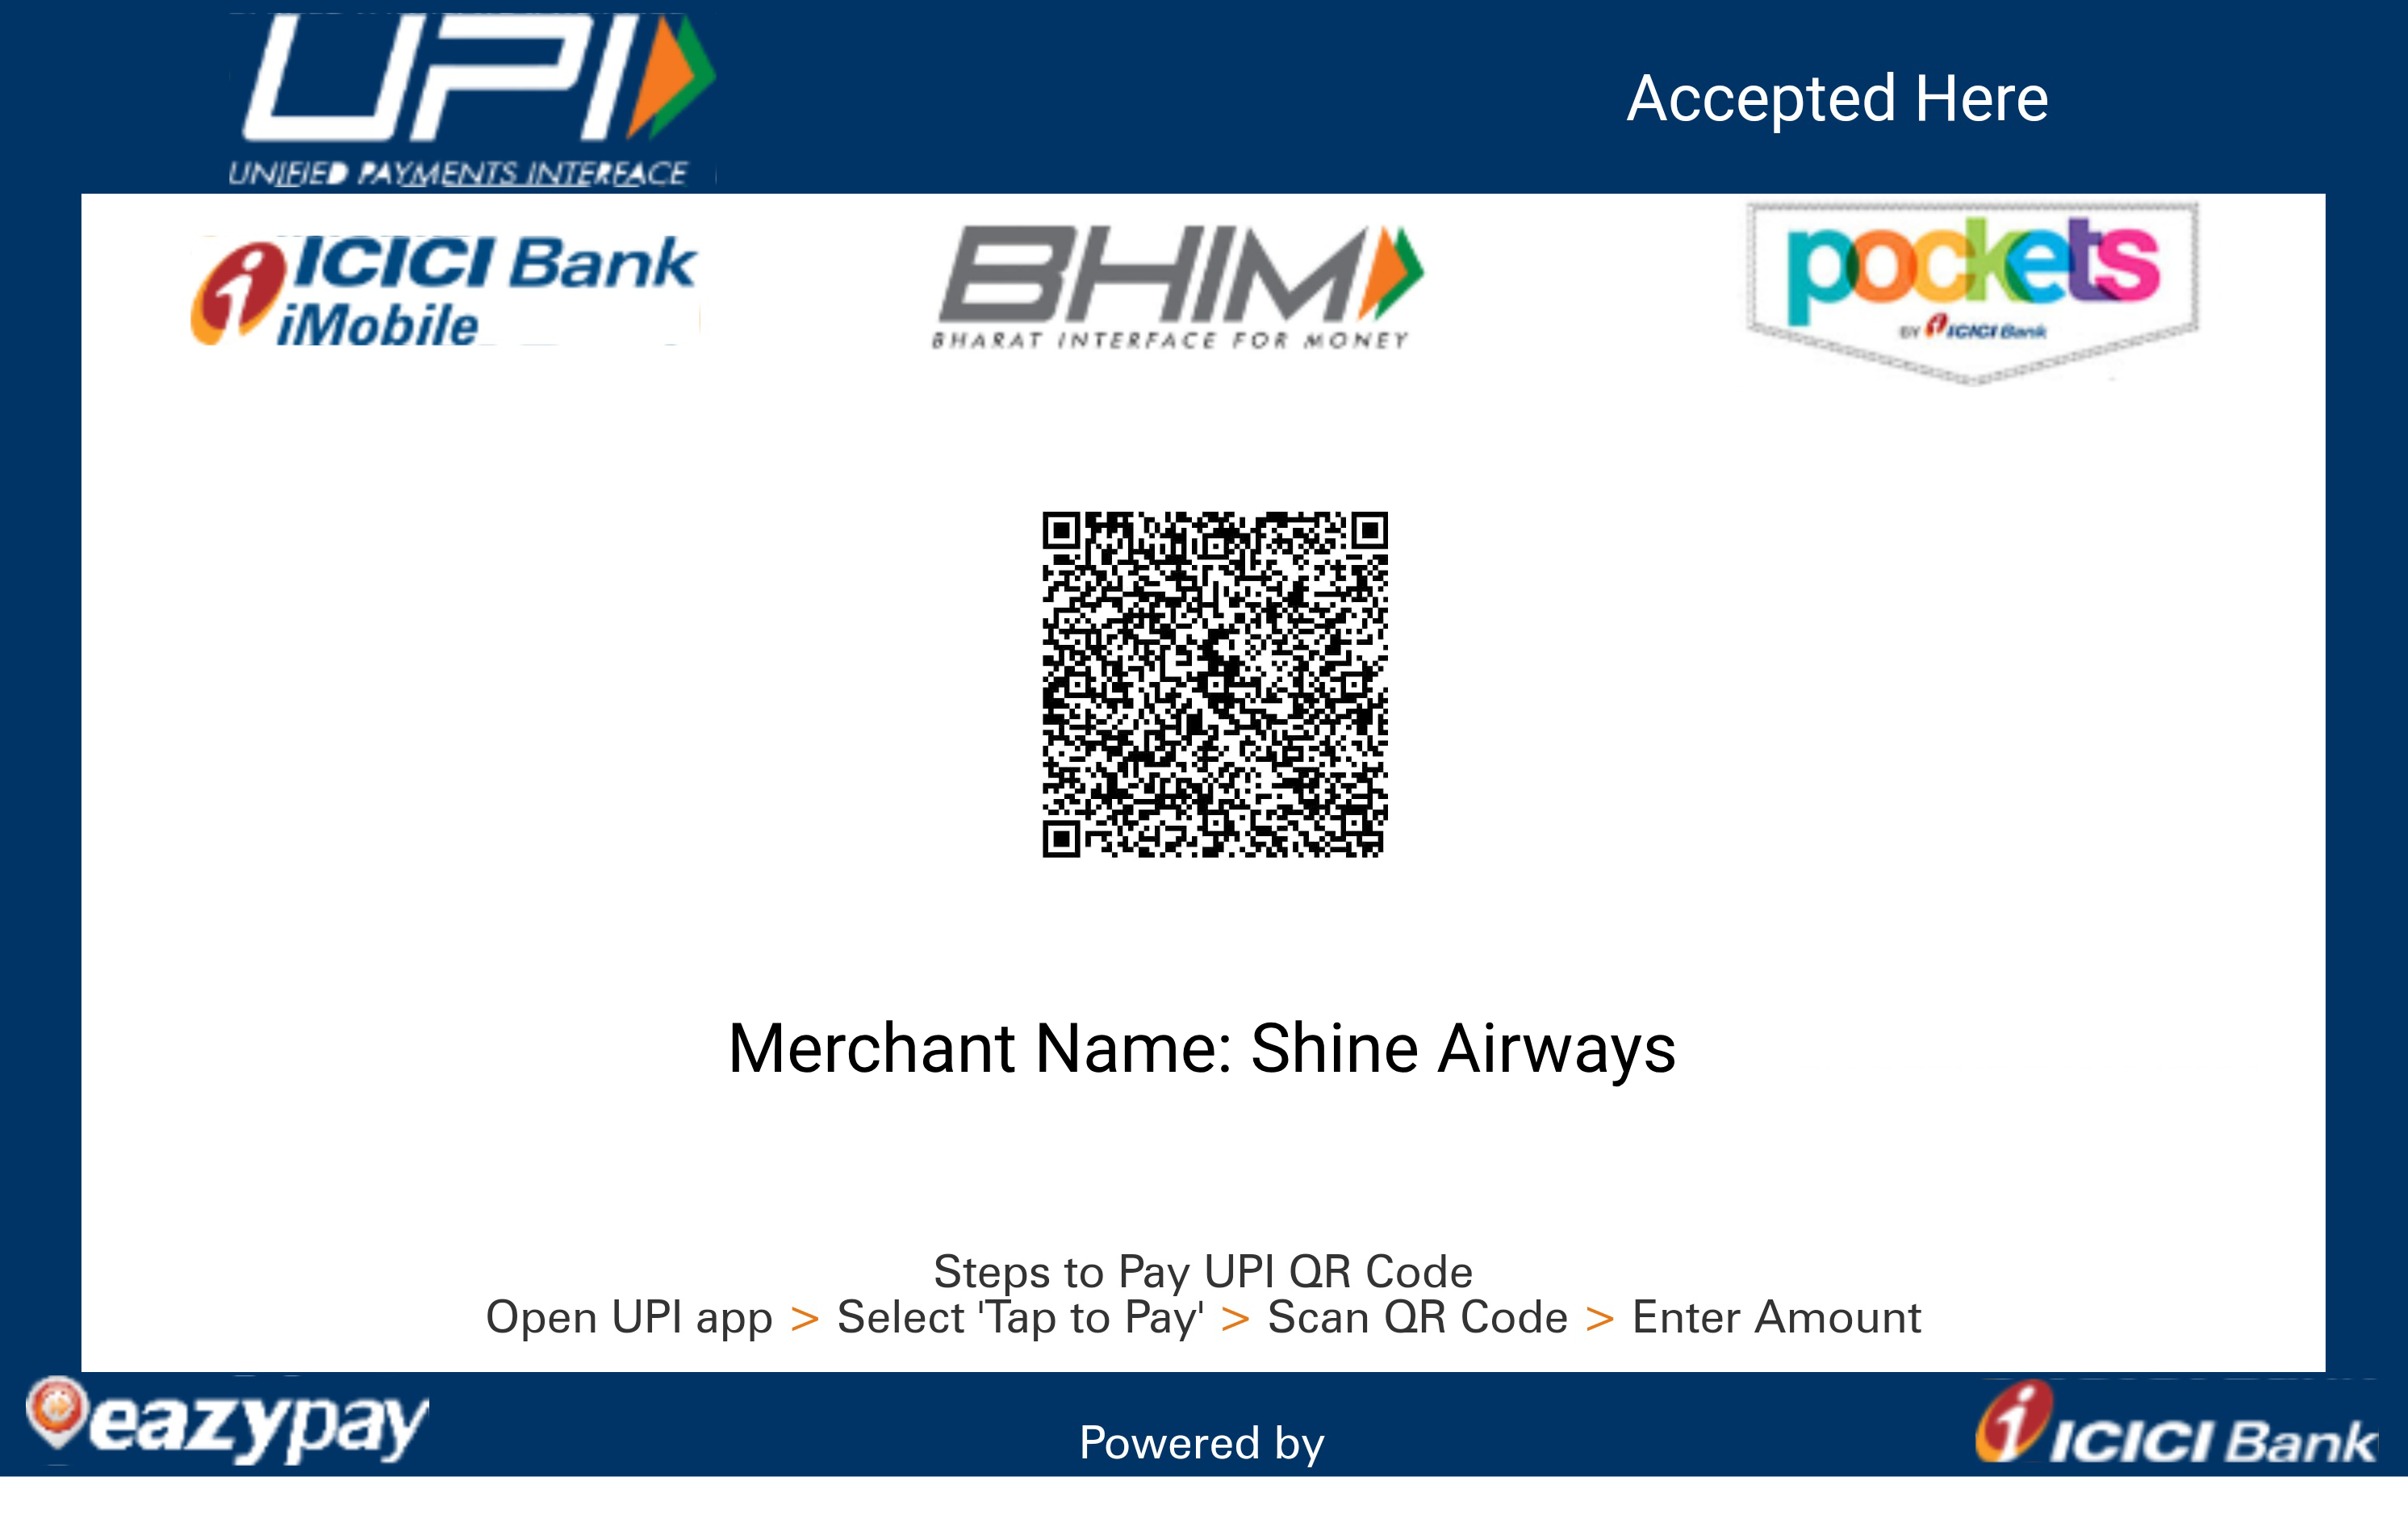 UPI
UNIFIED PAYMENTS INTERFACE
Accepted Here
ICICI Bank
iMobile
BHIM
BHARAT INTERFACE FOR MONEY
pockets
BY ICICI Bank
Merchant Name: Shine Airways
Steps to Pay UPI QR Code
Open UPI app > Select 'Tap to Pay' > Scan QR Code > Enter Amount
eazypay
Powered by
ICICI Bank